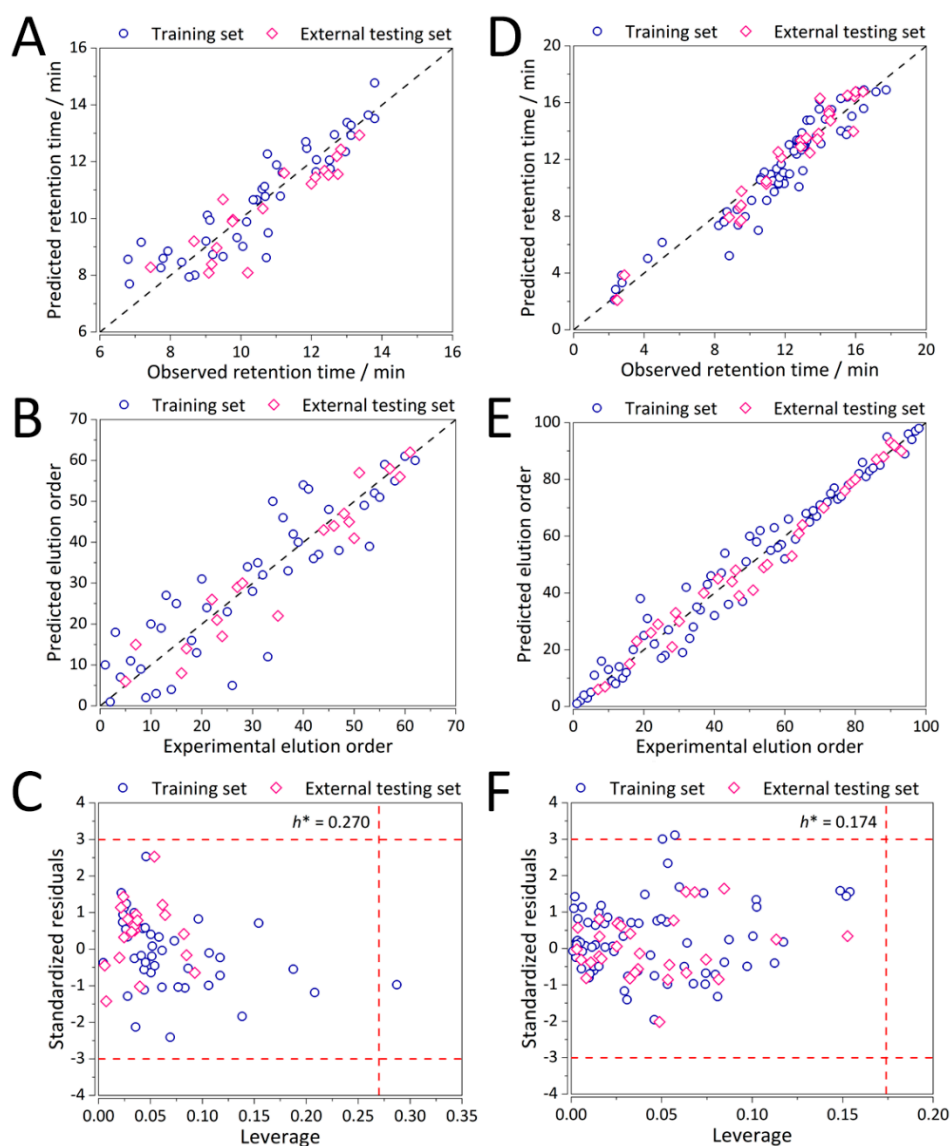 A
Training set
External testing set
Predicted retention time / min
16
14
12
10
8
6
6 8 10 12 14 16
Observed retention time / min
D
Training set
External testing set
Predicted retention time / min
20
16
12
8
4
0
0 4 8 12 16 20
Observed retention time / min
B
Training set
External testing set
Predicted elution order
70
60
50
40
30
20
10
0
0 10 20 30 40 50 60 70
Experimental elution order
E
Training set
External testing set
Predicted elution order
100
80
60
40
20
0
0 20 40 60 80 100
Experimental elution order
C
Training set
External testing set
h* = 0.270
Standardized residuals
4
3
2
1
0
-1
-2
-3
-4
0.00 0.05 0.10 0.15 0.20 0.25 0.30 0.35
Leverage
F
Training set
External testing set
h* = 0.174
Standardized residuals
4
3
2
1
0
-1
-2
-3
-4
0.00 0.05 0.10 0.15 0.20
Leverage